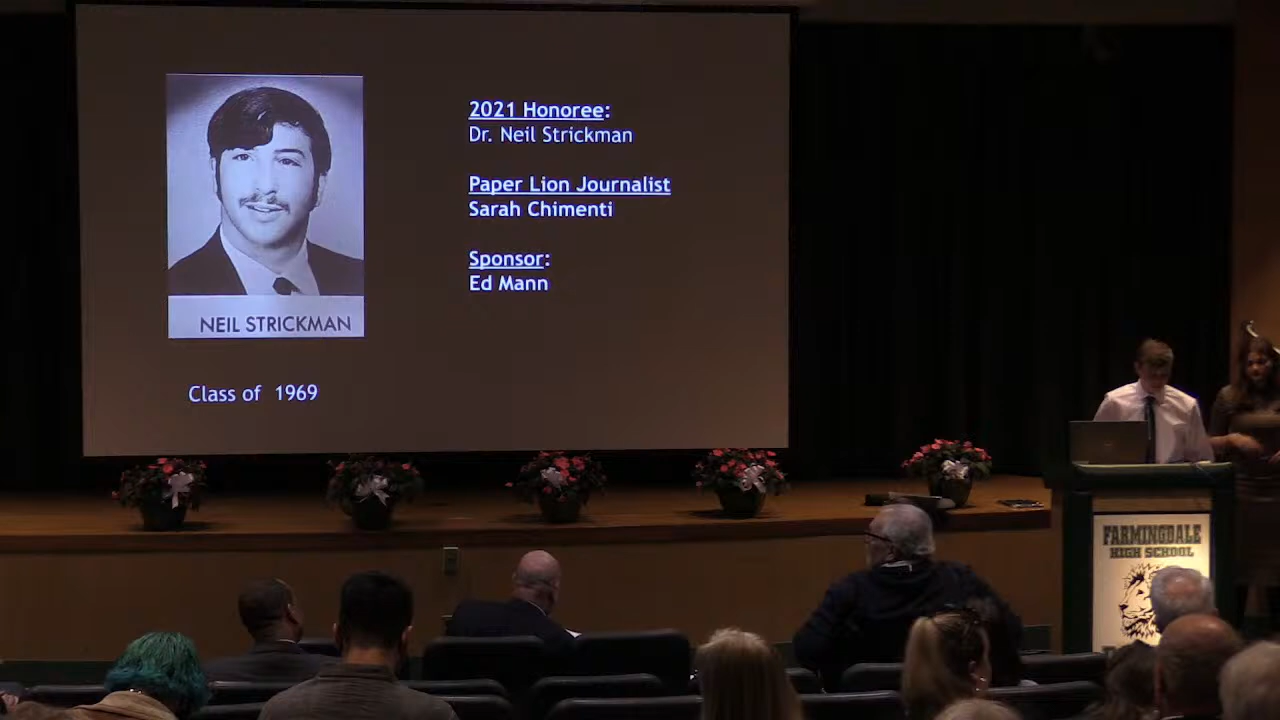 2021 Honoree:
Dr. Neil Strickman
Paper Lion Journalist
Sarah Chimenti
Sponsor:
Ed Mann
NEIL STRICKMAN
Class of 1969
FARMINGDALE
HIGH SCHOOL